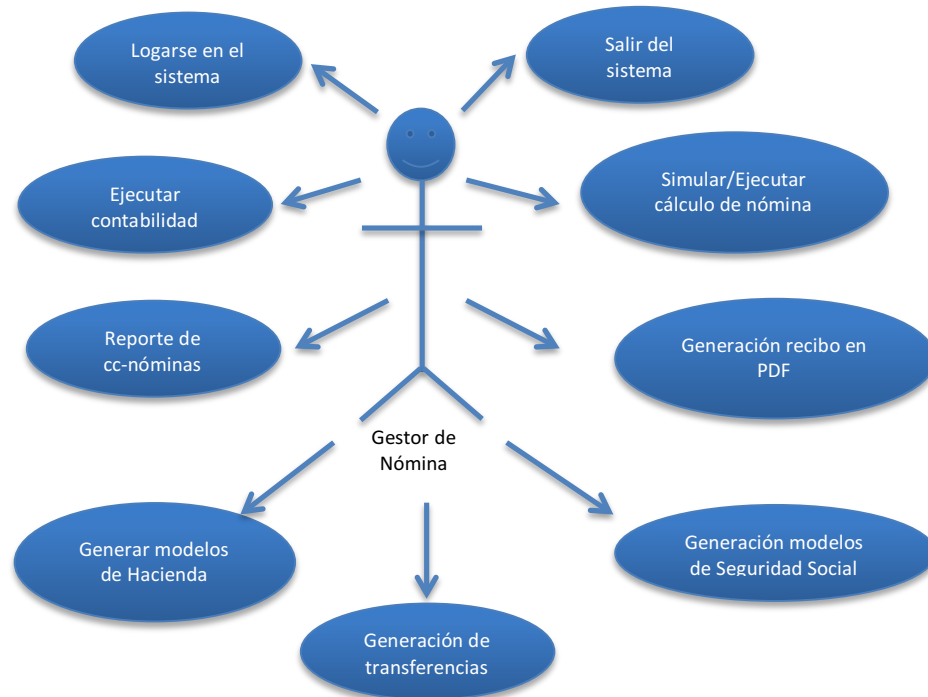 Logarse en el
sistema
Salir del
sistema
Ejecutar
contabilidad
Simular/Ejecutar
cálculo de nómina
Reporte de
cc-nóminas
Generación recibo en
PDF
Gestor de
Nómina
Generar modelos
de Hacienda
Generación modelos
de Seguridad Social
Generación de
transferencias